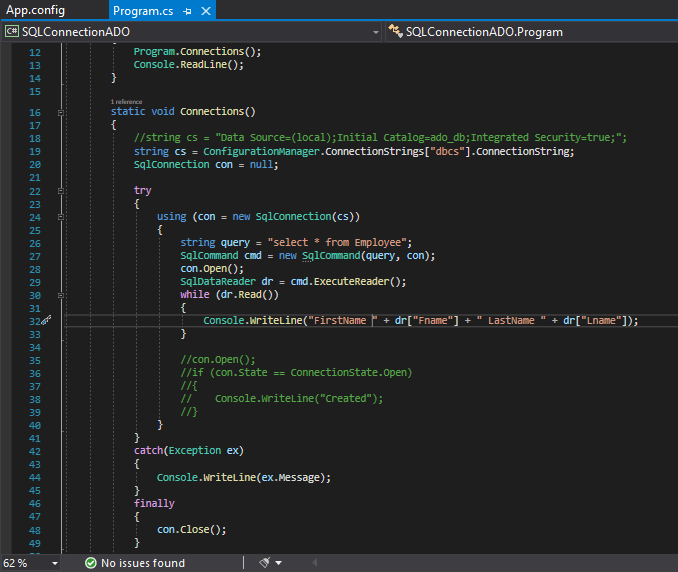 App.config
Program.cs
C# SQLConnectionADO
SQLConnectionADO.Program
12 Program.Connections();
13 Console.ReadLine();
14 }
15
1 reference
16 static void Connections()
17 {
18 //string cs = "Data Source=(local);Initial Catalog=ado_db;Integrated Security=true;";
19 string cs = ConfigurationManager.ConnectionStrings["dbcs"].ConnectionString;
20 SqlConnection con = null;
21
22 try
23 {
24 using (con = new SqlConnection(cs))
25 {
26 string query = "select * from Employee";
27 SqlCommand cmd = new SqlCommand(query, con);
28 con.Open();
29 SqlDataReader dr = cmd.ExecuteReader();
30 while (dr.Read())
31 {
32 Console.WriteLine("FirstName " + dr["Fname"] + " LastName " + dr["Lname"]);
33 }
34
35 //con.Open();
36 //if (con.State == ConnectionState.Open)
37 //{
38 //    Console.WriteLine("Created");
39 //}
40 }
41 }
42 catch(Exception ex)
43 {
44 Console.WriteLine(ex.Message);
45 }
46 finally
47 {
48 con.Close();
49 }
62 %
No issues found